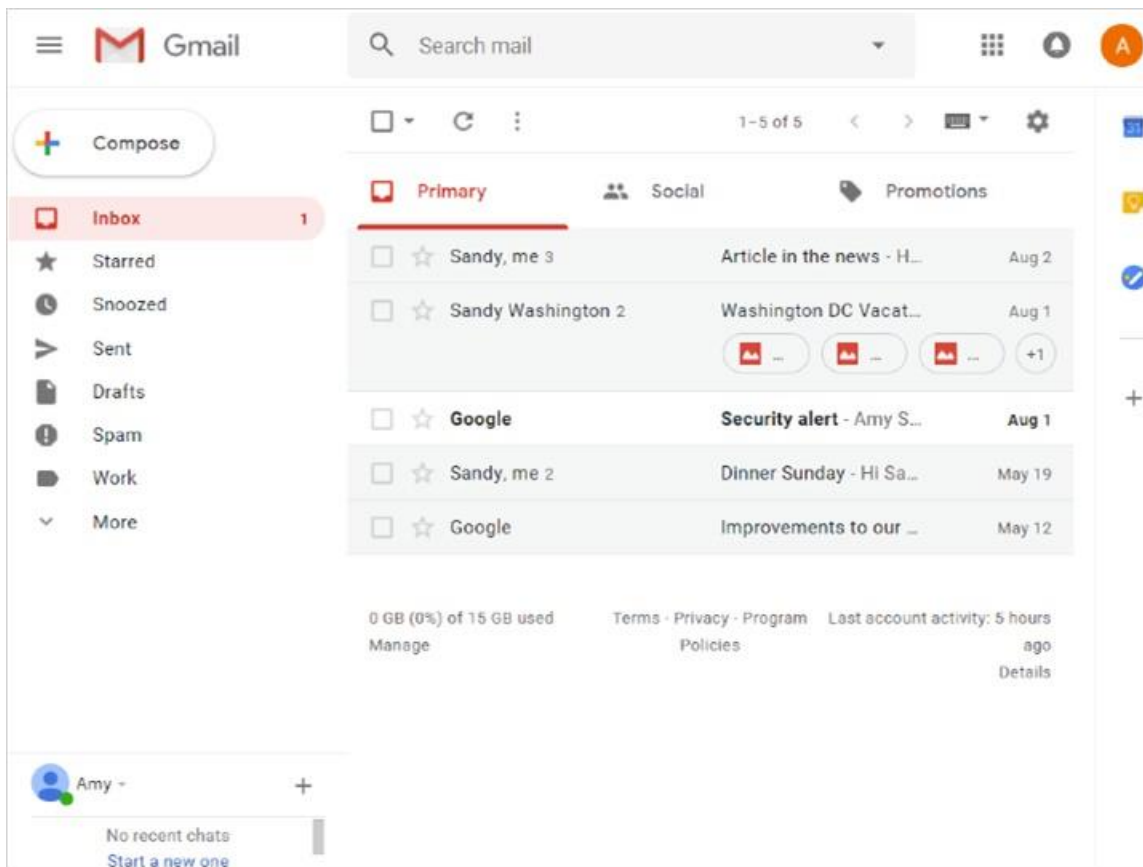 Gmail
Search mail
A
Compose
1–5 of 5
31
Primary
Social
Promotions
Inbox 1
Starred
Snoozed
Sent
Drafts
Spam
Work
More
Sandy, me 3 Article in the news - H... Aug 2
Sandy Washington 2 Washington DC Vacat... Aug 1
... ... ... +1
Google Security alert - Amy S... Aug 1
Sandy, me 2 Dinner Sunday - Hi Sa... May 19
Google Improvements to our ... May 12
0 GB (0%) of 15 GB used
Manage
Terms - Privacy - Program
Policies
Last account activity: 5 hours
ago
Details
Amy
No recent chats
Start a new one